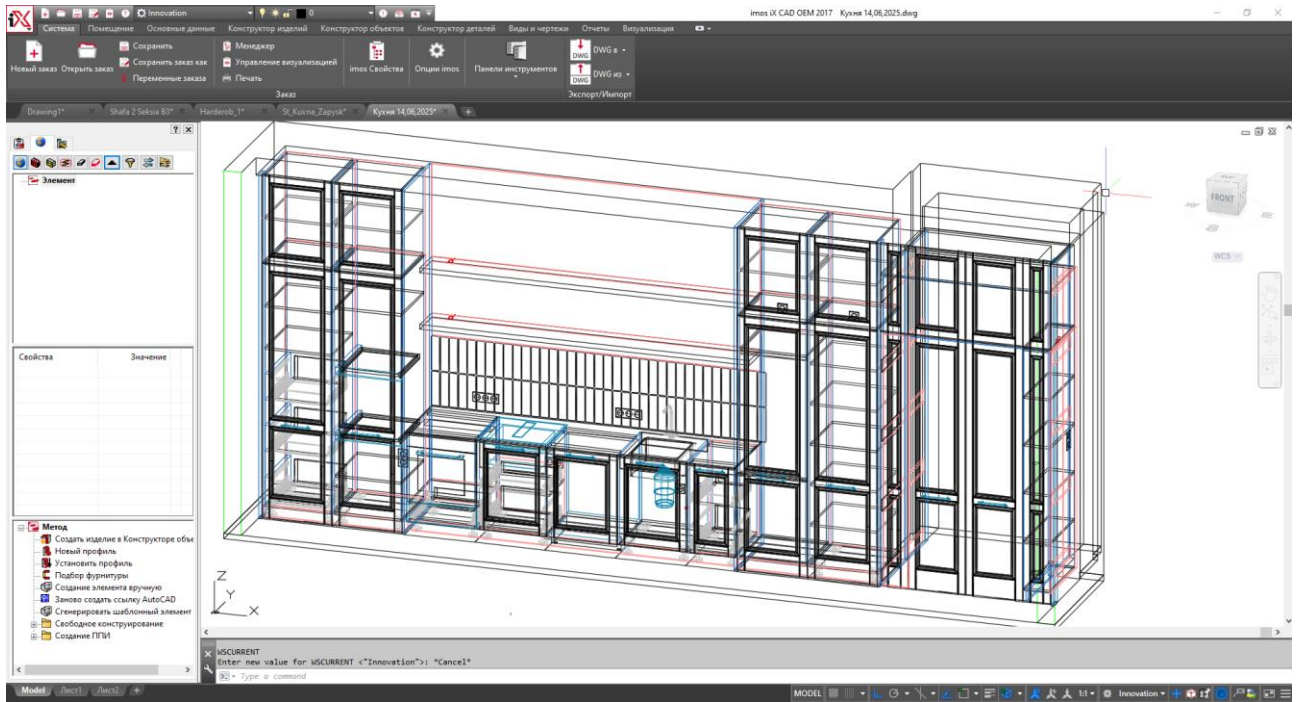 Innovation
0
imos iX CAD OEM 2017 Кухня 14,06,2025.dwg
Система Помещение Основные данные Конструктор изделий Конструктор объектов Конструктор деталей Виды и чертежи Отчеты Визуализация
Новый заказ
Открыть заказ
Сохранить
Сохранить заказ как
Переменные заказа
Менеджер
Управление визуализацией
Печать
imos Свойства
Опции imos
Панели инструментов
DWG в
DWG из
Заказ
Экспорт/Импорт
Drawing1* Shafa 2 Seksia B3* Harderob_1* St_Kuxna_Zapysk* Кухня 14,06,2025*
Элемент
FRONT
WCS
Свойства Значение
Метод
Создать изделие в Конструкторе объе
Новый профиль
Установить профиль
Подбор фурнитуры
Создание элемента вручную
Заново создать ссылку AutoCAD
Сгенерировать шаблонный элемент
Свободное конструирование
Создание ППИ
Z
Y
X
WSCURRENT
Enter new value for WSCURRENT <"Innovation">: *Cancel*
Type a command
Model Лист1 Лист2
MODEL 1:1 Innovation